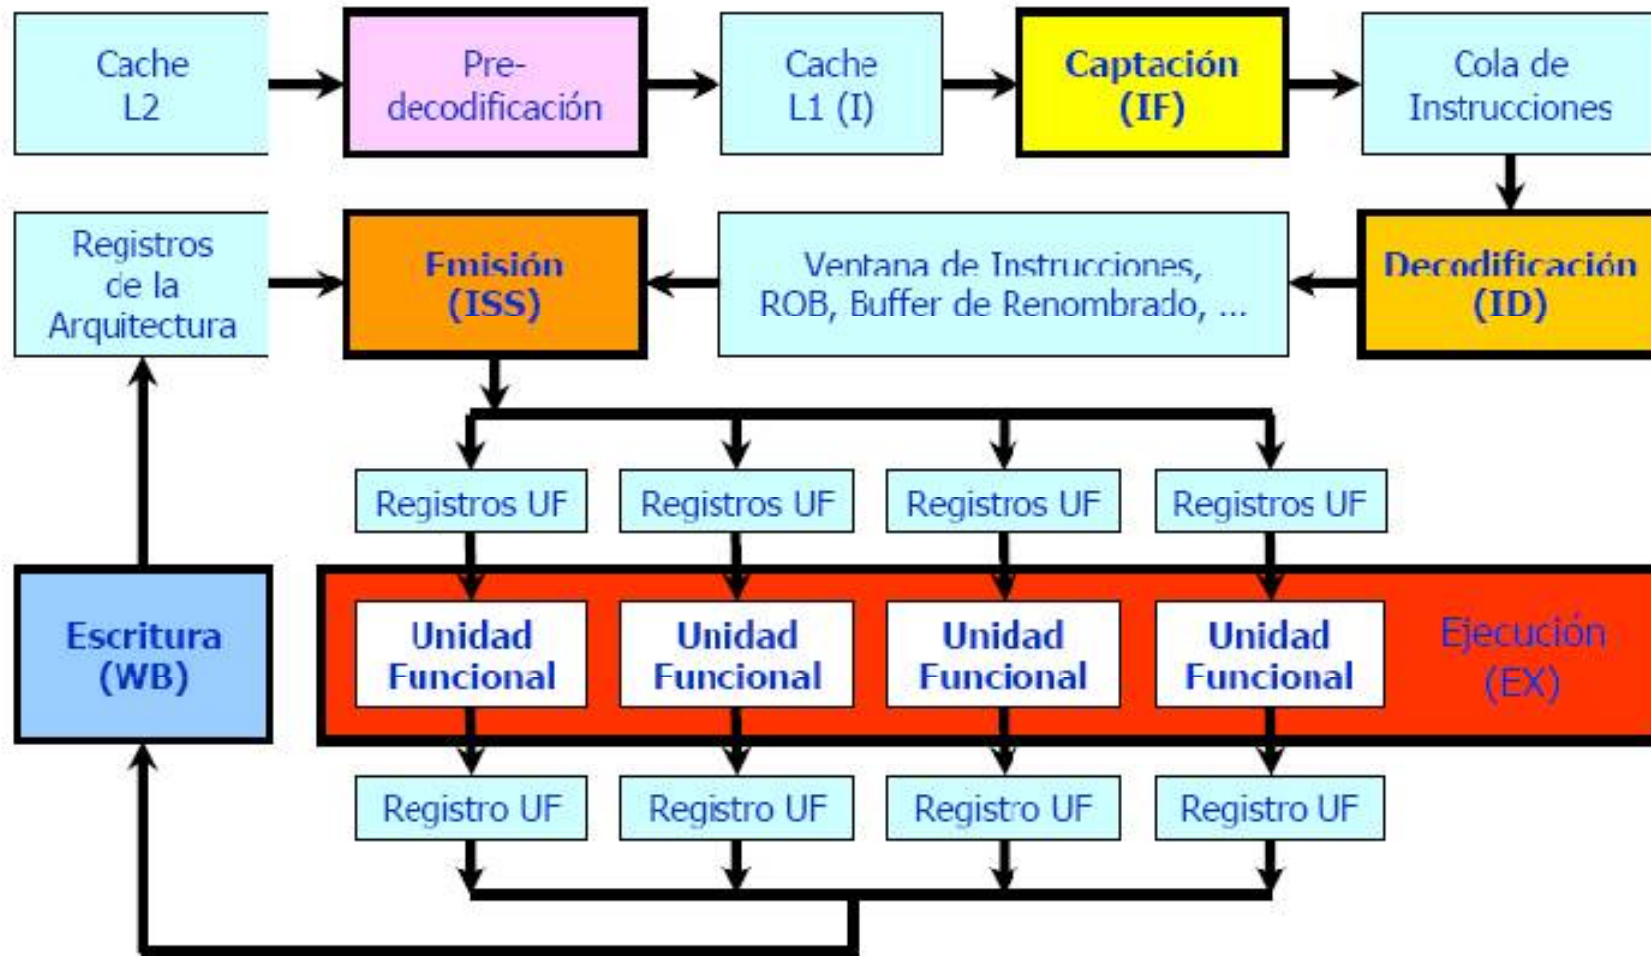 Cache
L2
Pre-
decodificación
Cache
L1 (I)
Captación
(IF)
Cola de
Instrucciones
Registros
de la
Arquitectura
Emisión
(ISS)
Ventana de Instrucciones,
ROB, Buffer de Renombrado, ...
Decodificación
(ID)
Registros UF
Registros UF
Registros UF
Registros UF
Escritura
(WB)
Unidad
Funcional
Unidad
Funcional
Unidad
Funcional
Unidad
Funcional
Ejecución
(EX)
Registro UF
Registro UF
Registro UF
Registro UF